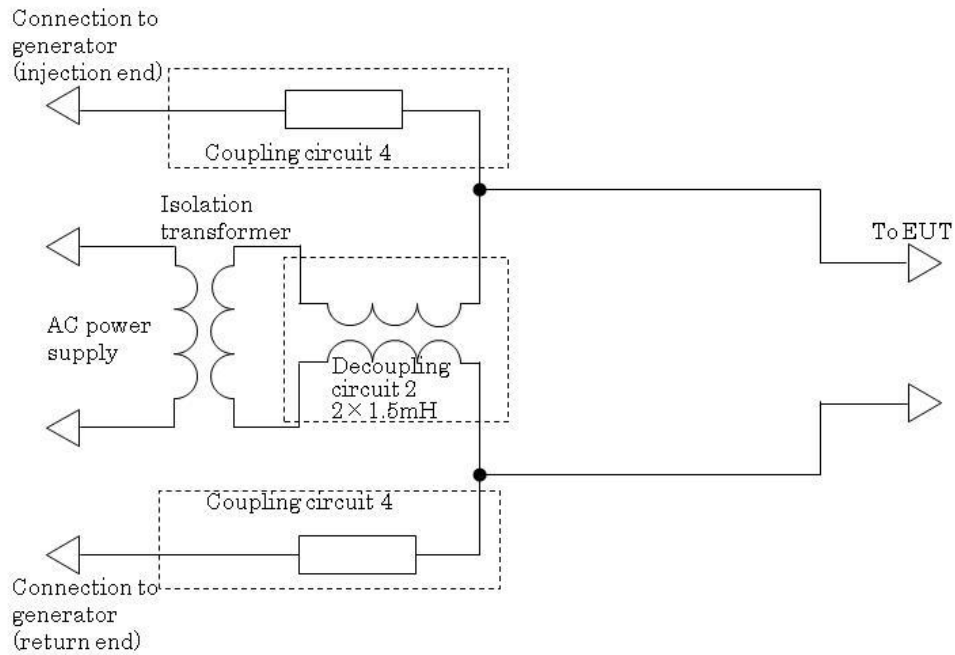 Connection to
generator
(injection end)
Coupling circuit 4
Isolation
transformer
To EUT
AC power
supply
Decoupling
circuit 2
2×1.5mH
Coupling circuit 4
Connection to
generator
(return end)